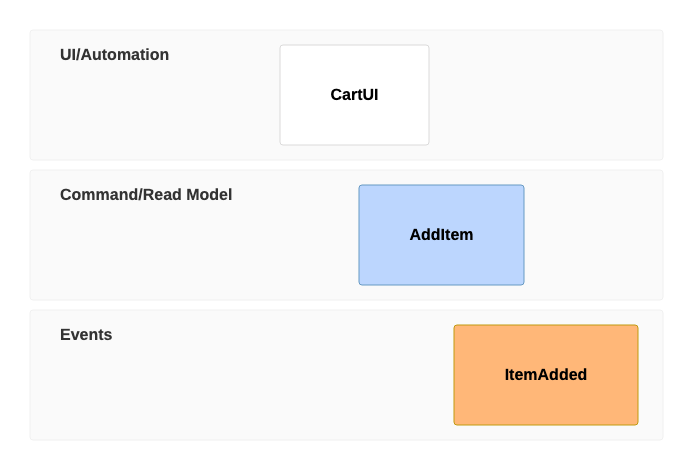 UI/Automation
CartUI
Command/Read Model
AddItem
Events
ItemAdded